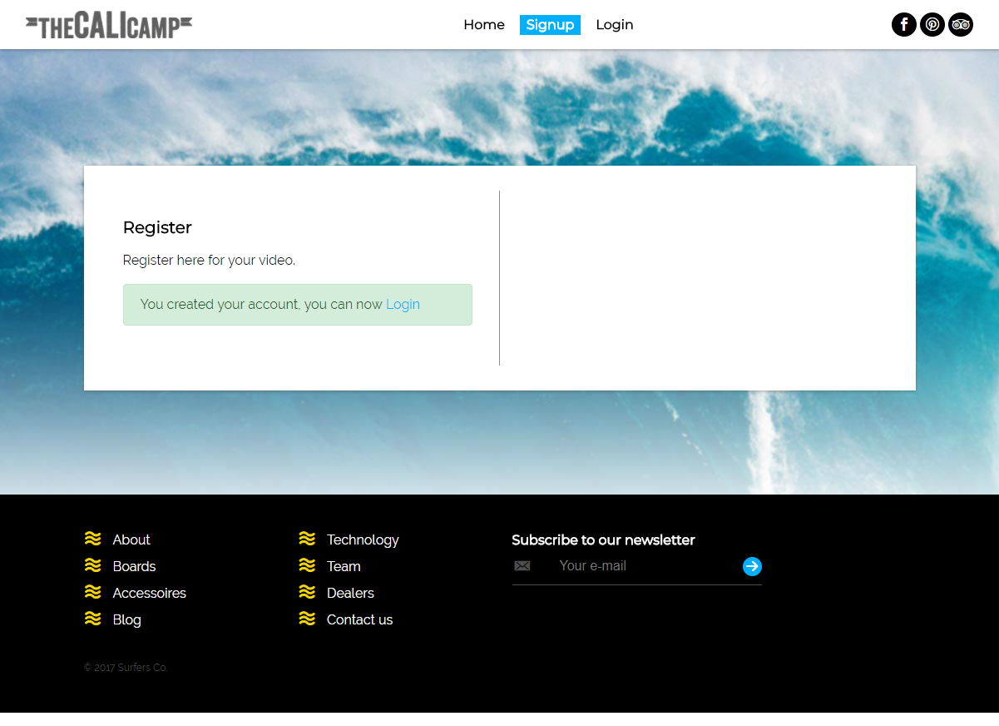 THECALICAMP
Home Signup Login
Register
Register here for your video.
You created your account, you can now Login
About
Boards
Accessoires
Blog
Technology
Team
Dealers
Contact us
Subscribe to our newsletter
Your e-mail
© 2017 Surfers Co.